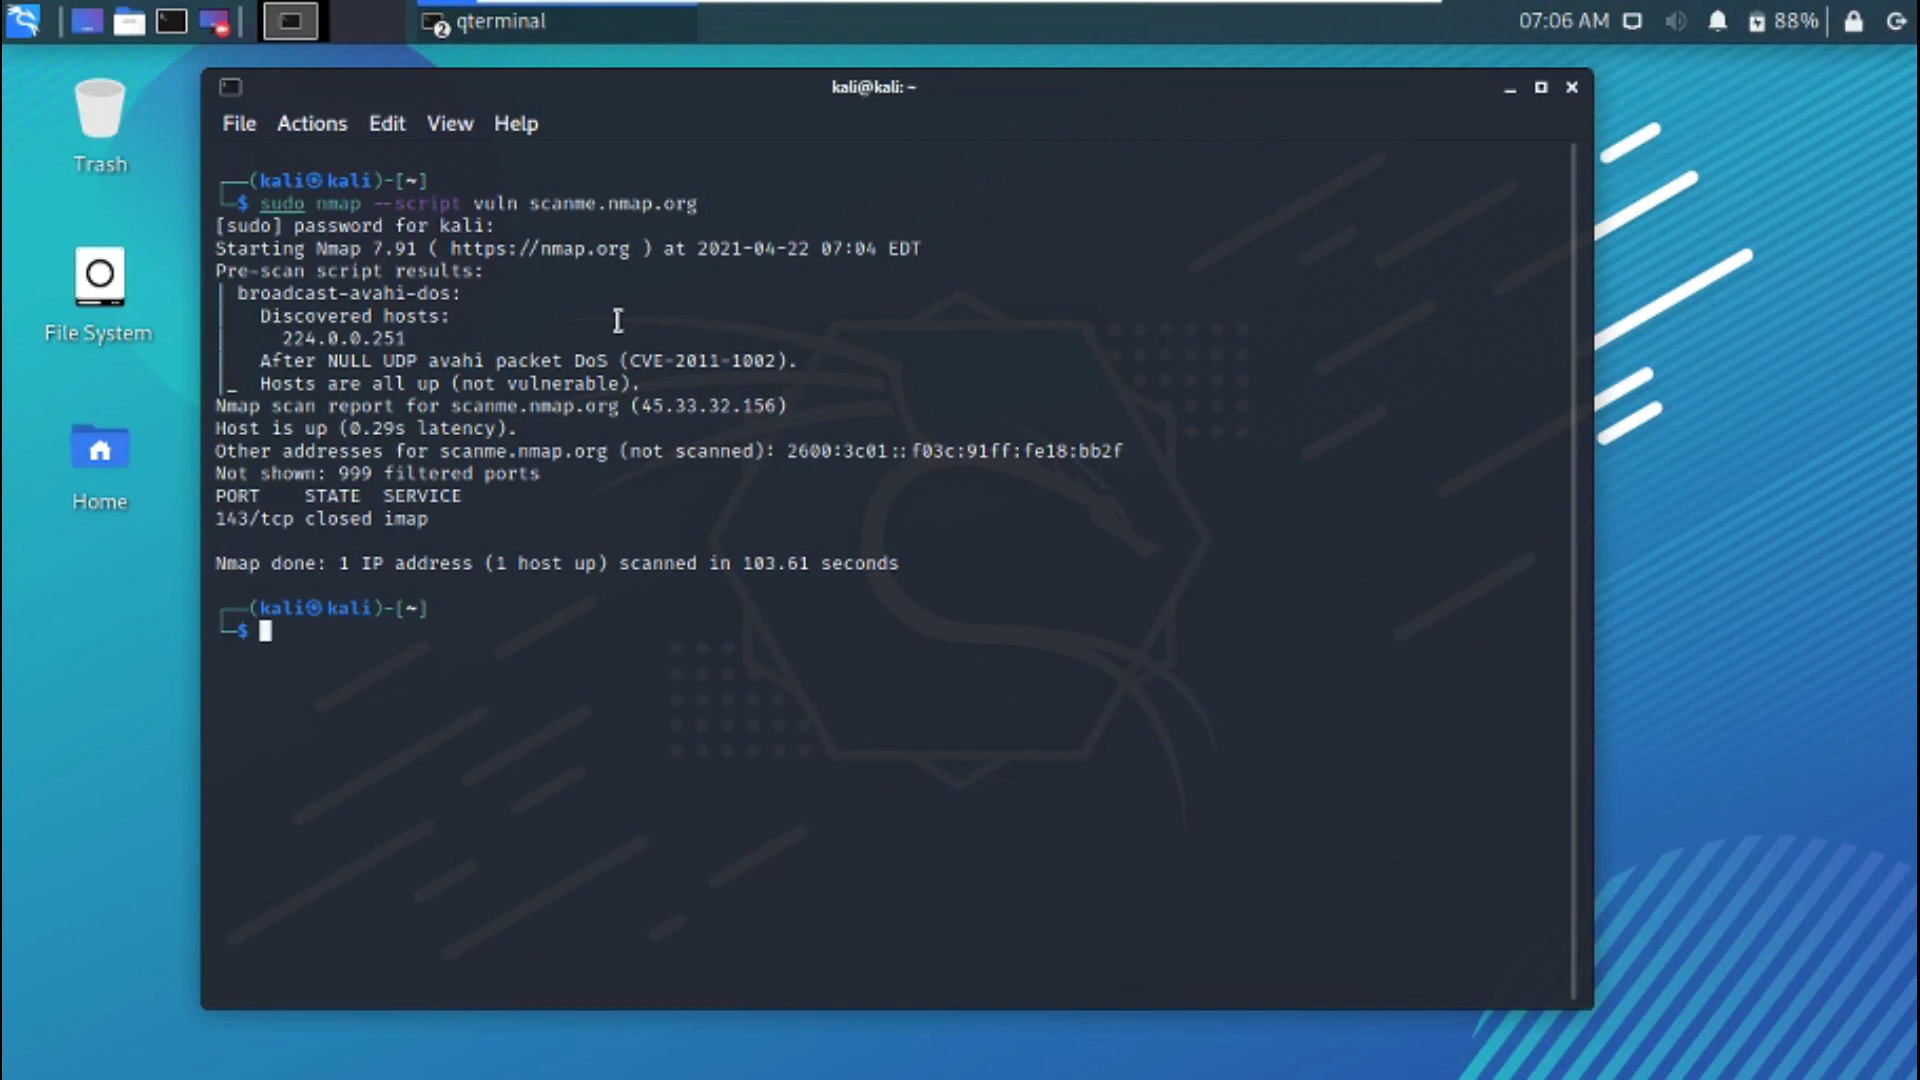 2 qterminal
07:06 AM
88%
Trash
File System
Home
kali@kali: ~
File Actions Edit View Help
┌──(kali㉿kali)-[~]
└─$ sudo nmap --script vuln scanme.nmap.org
[sudo] password for kali:
Starting Nmap 7.91 ( https://nmap.org ) at 2021-04-22 07:04 EDT
Pre-scan script results:
| broadcast-avahi-dos:
|   Discovered hosts:
|     224.0.0.251
|   After NULL UDP avahi packet DoS (CVE-2011-1002).
|_  Hosts are all up (not vulnerable).
Nmap scan report for scanme.nmap.org (45.33.32.156)
Host is up (0.29s latency).
Other addresses for scanme.nmap.org (not scanned): 2600:3c01::f03c:91ff:fe18:bb2f
Not shown: 999 filtered ports
PORT    STATE  SERVICE
143/tcp closed imap
Nmap done: 1 IP address (1 host up) scanned in 103.61 seconds
┌──(kali㉿kali)-[~]
└─$